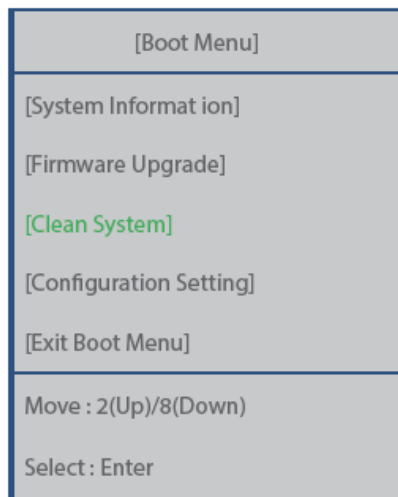 [Boot Menu]
[System Informat ion]
[Firmware Upgrade]
[Clean System]
[Configuration Setting]
[Exit Boot Menu]
Move : 2(Up)/8(Down)
Select : Enter